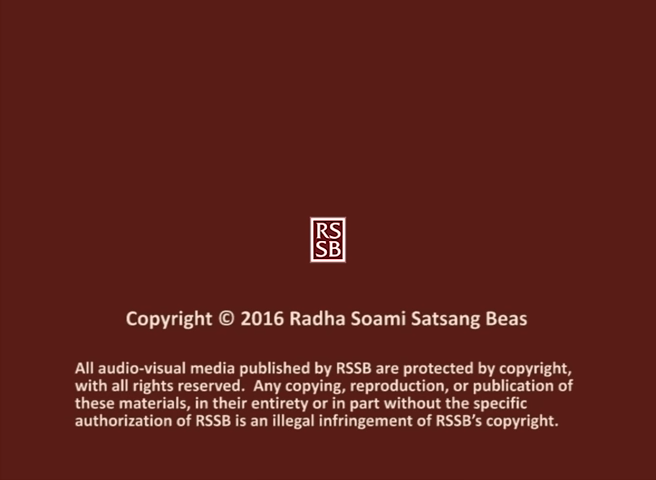 RS
SB
Copyright © 2016 Radha Soami Satsang Beas
All audio-visual media published by RSSB are protected by copyright,
with all rights reserved.  Any copying, reproduction, or publication of
these materials, in their entirety or in part without the specific
authorization of RSSB is an illegal infringement of RSSB’s copyright.